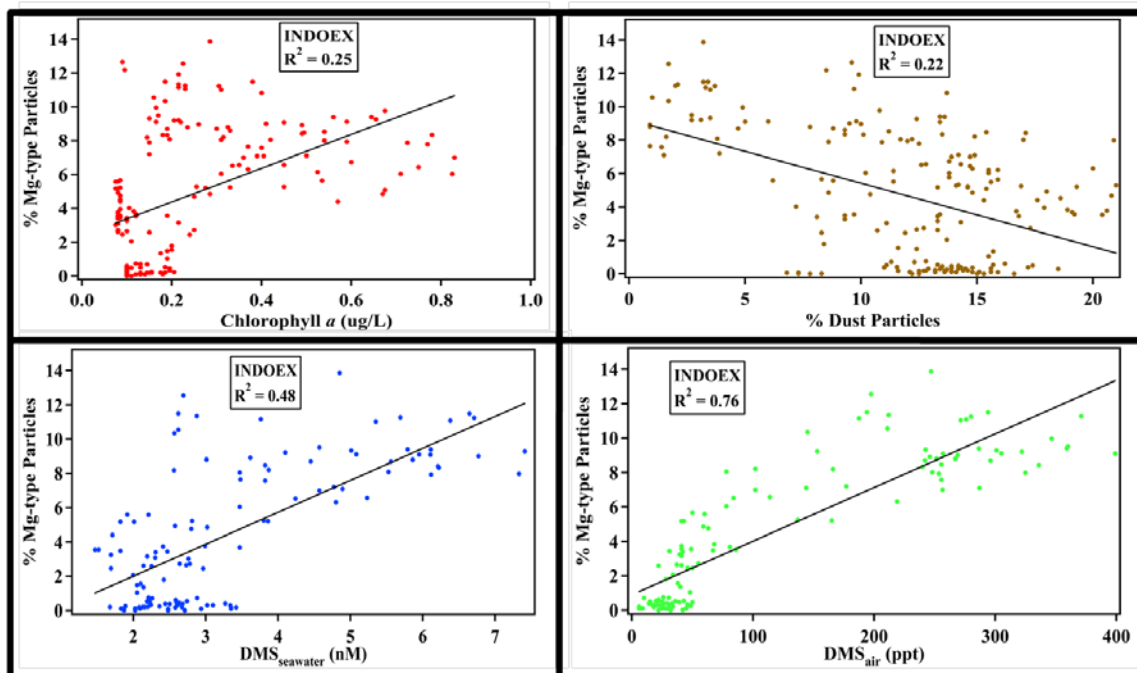 14
12
10
8
6
4
2
0
% Mg-type Particles
INDOEX
R² = 0.25
0.0 0.2 0.4 0.6 0.8 1.0
Chlorophyll a (ug/L)
14
12
10
8
6
4
2
0
% Mg-type Particles
INDOEX
R² = 0.22
0 5 10 15 20
% Dust Particles
14
12
10
8
6
4
2
0
% Mg-type Particles
INDOEX
R² = 0.48
2 3 4 5 6 7
DMSseawater (nM)
14
12
10
8
6
4
2
0
% Mg-type Particles
INDOEX
R² = 0.76
0 100 200 300 400
DMSair (ppt)